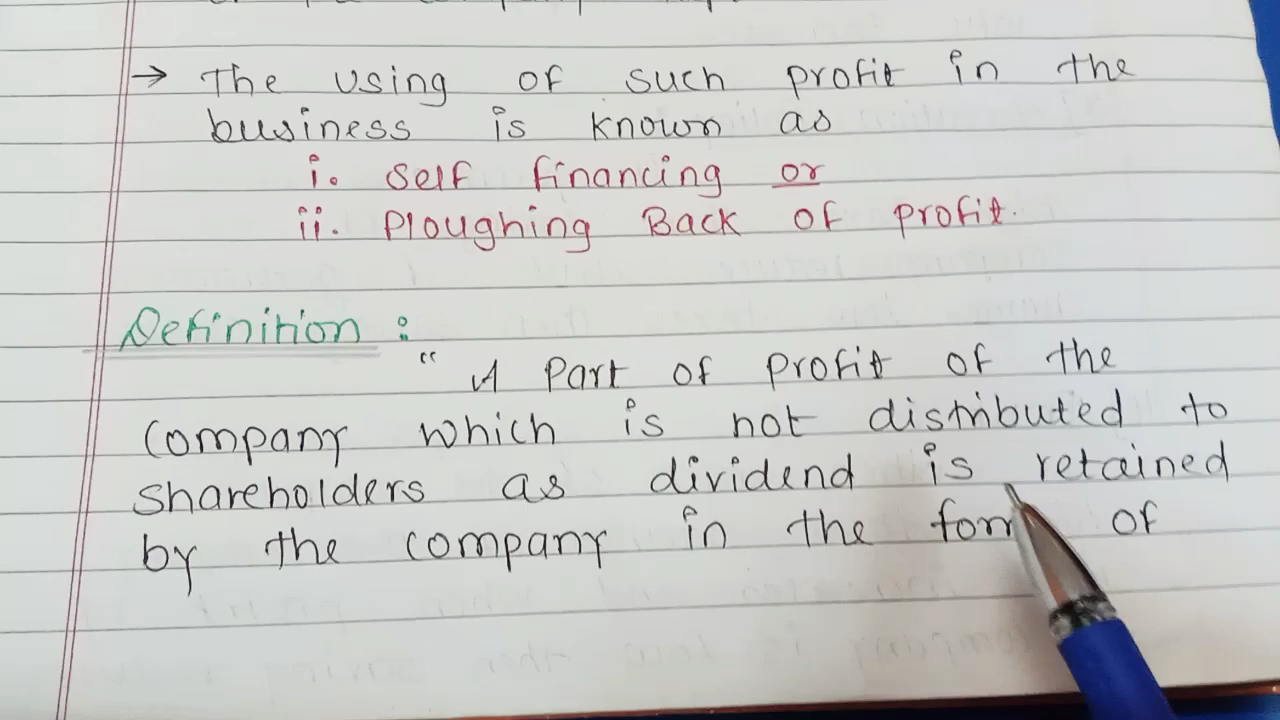 → The using of such profit in the
business is known as
i. Self financing or
ii. Ploughing Back of profit.
Definition :
“ A Part of profit of the
Company which is not distributed to
shareholders as dividend is retained
by the company in the form of